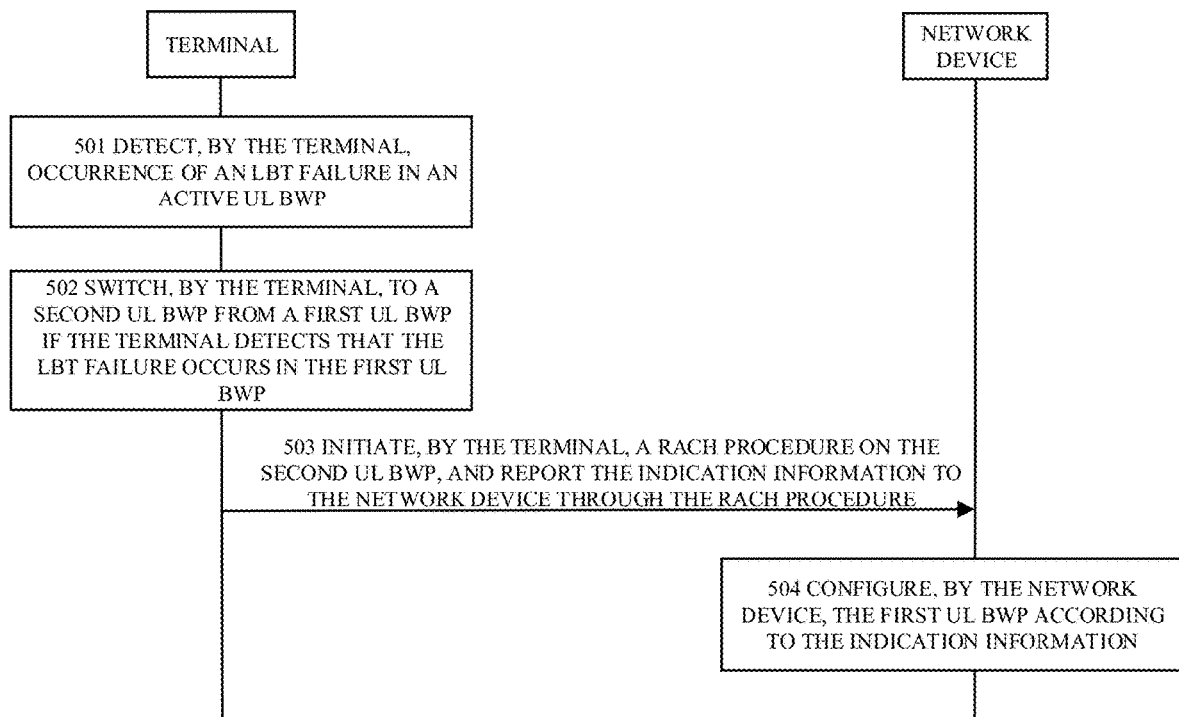 TERMINAL
NETWORK
DEVICE
501 DETECT, BY THE TERMINAL,
OCCURRENCE OF AN LBT FAILURE IN AN
ACTIVE UL BWP
502 SWITCH, BY THE TERMINAL, TO A
SECOND UL BWP FROM A FIRST UL BWP
IF THE TERMINAL DETECTS THAT THE
LBT FAILURE OCCURS IN THE FIRST UL
BWP
503 INITIATE, BY THE TERMINAL, A RACH PROCEDURE ON THE
SECOND UL BWP, AND REPORT THE INDICATION INFORMATION TO
THE NETWORK DEVICE THROUGH THE RACH PROCEDURE
504 CONFIGURE, BY THE NETWORK
DEVICE, THE FIRST UL BWP ACCORDING
TO THE INDICATION INFORMATION